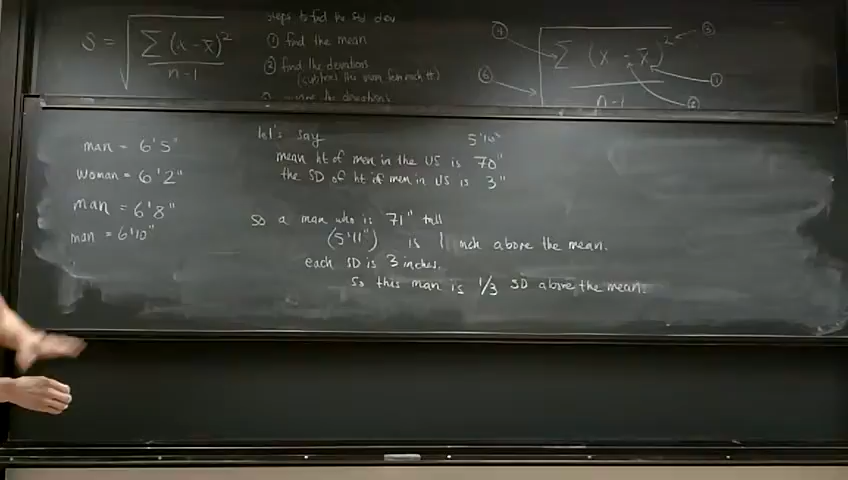 S = √ Σ (x - x̄)² / n-1
steps to find the std dev
① find the mean
② find the deviations
(subtract the mean from each #)
the deviations
④ Σ (x - x̄)² ③
⑥ ①
n-1 ②
man = 6'5"
woman = 6'2"
man = 6'8"
man = 6'10"
let's say 5'10"
mean ht of men in the US is 70"
the SD of ht of men in US is 3"
so a man who is 71" tall
(5'11") is 1 inch above the mean.
each SD is 3 inches.
So this man is 1/3 SD above the mean.